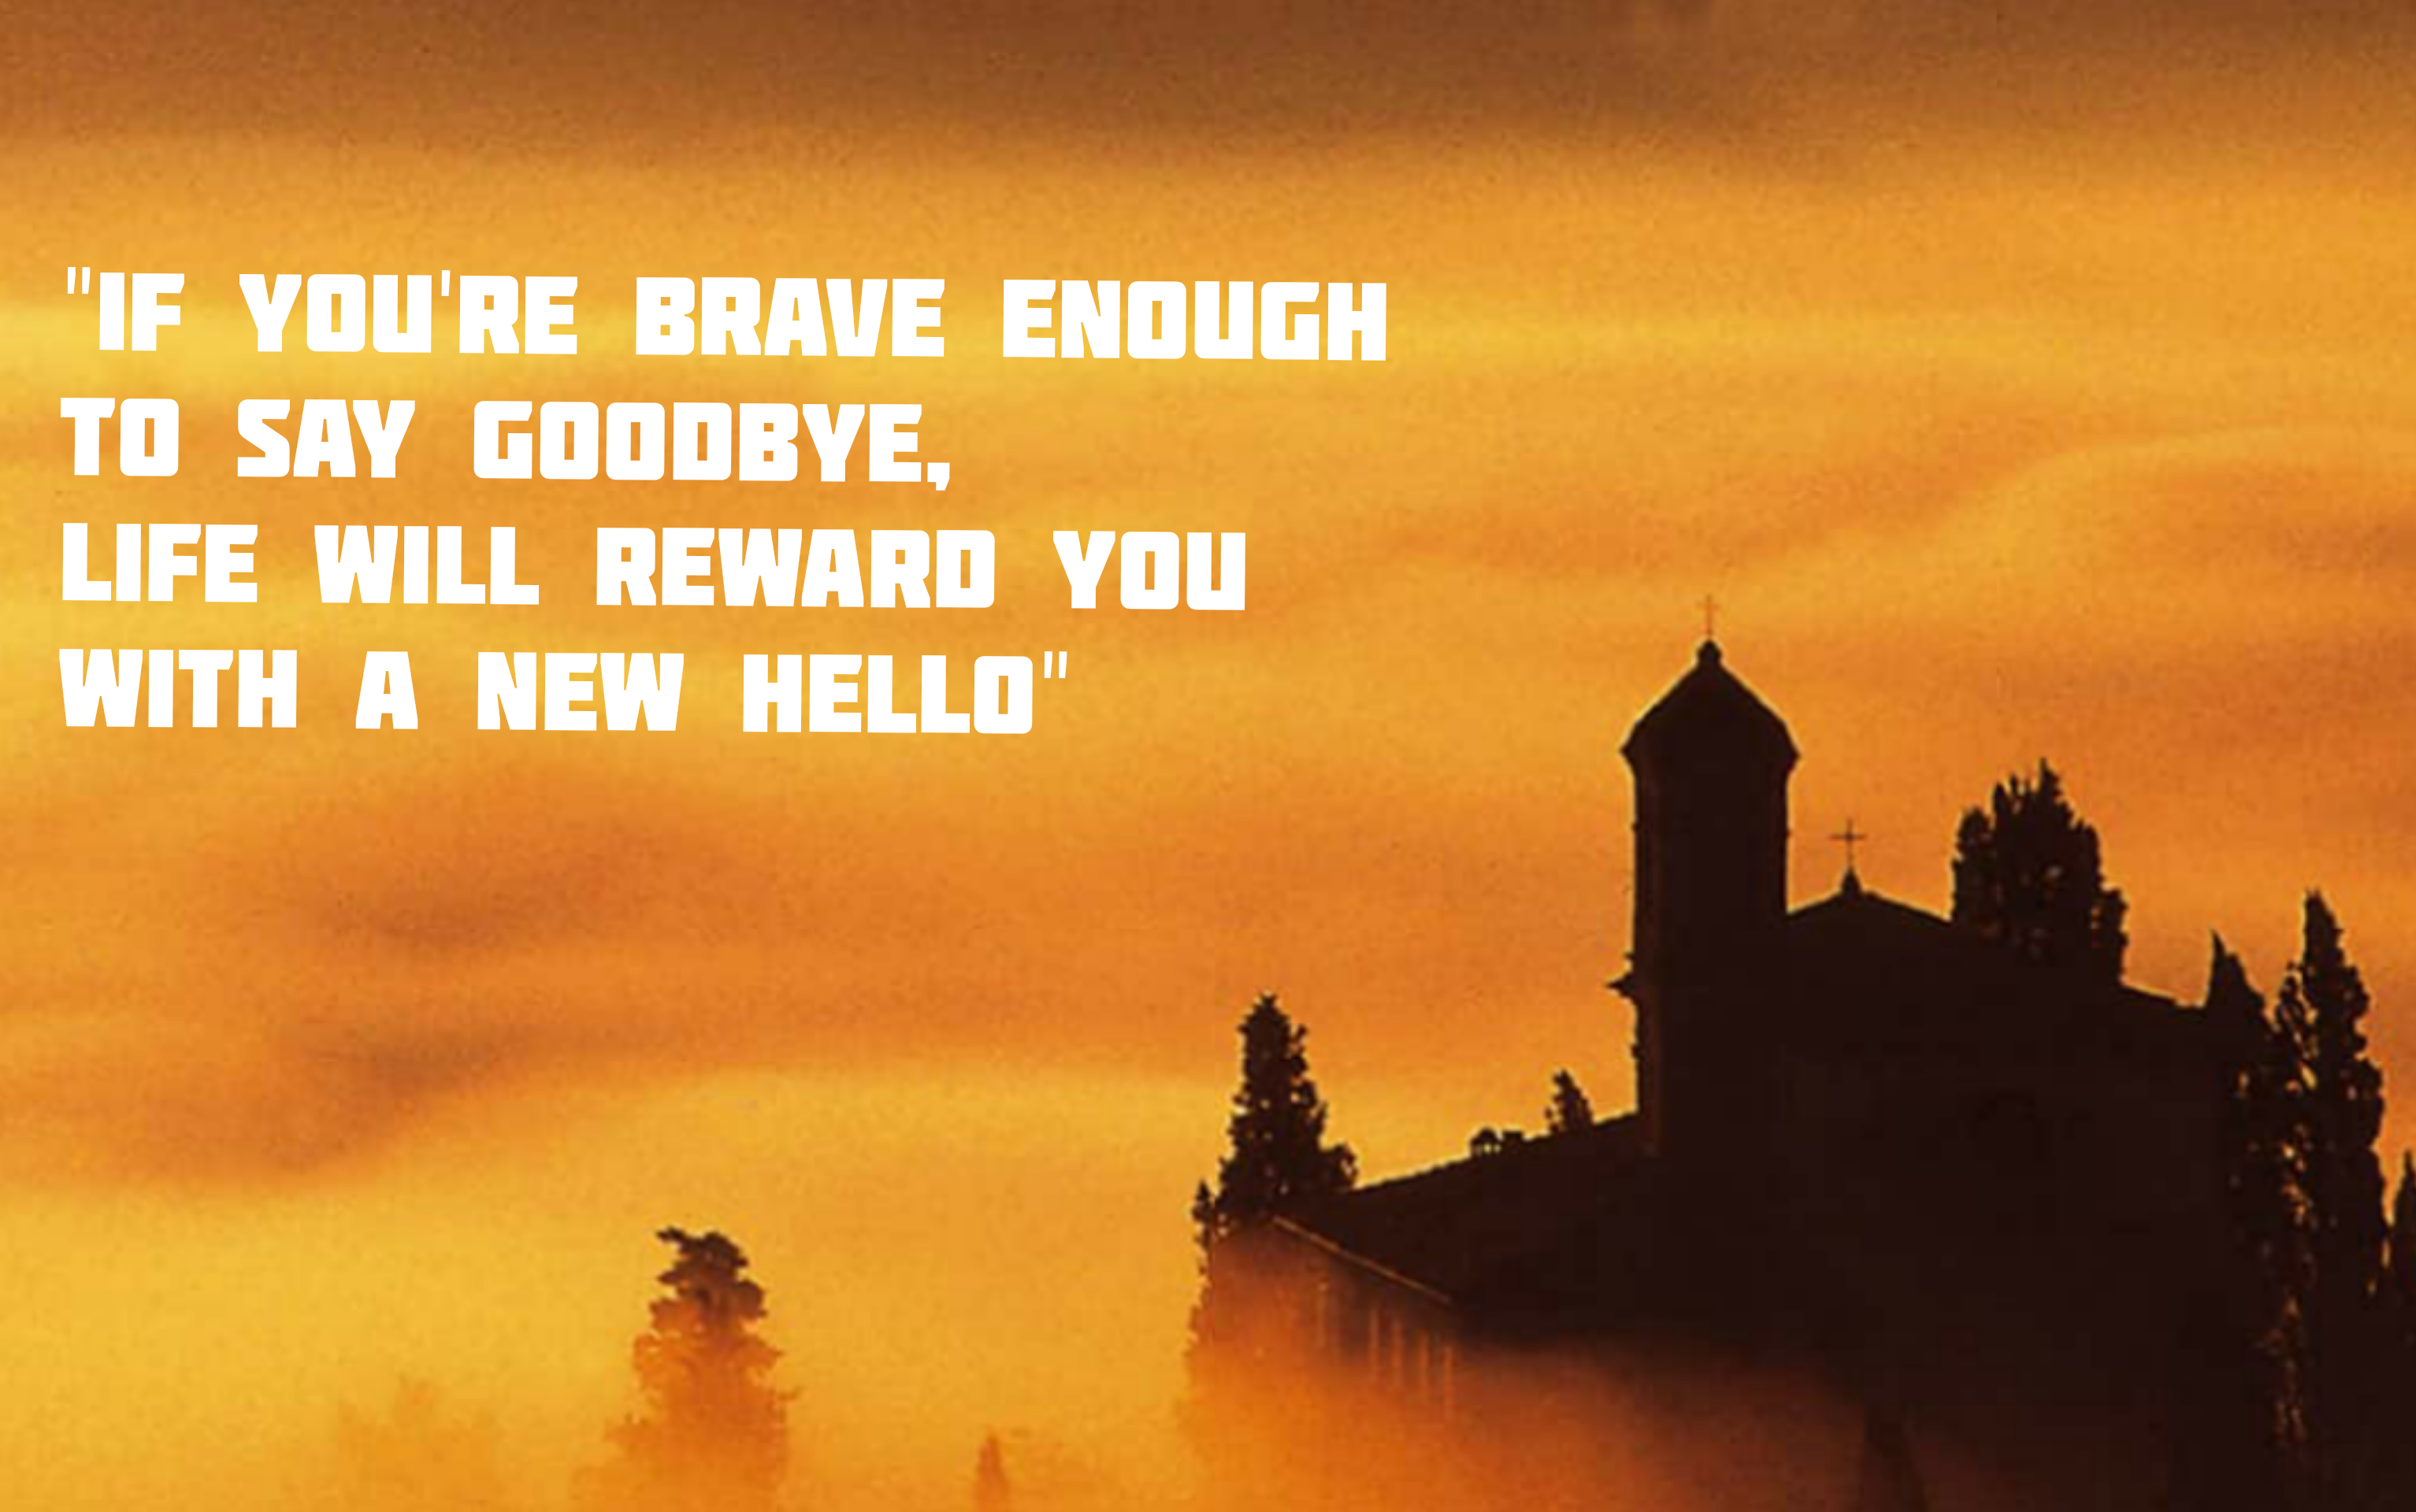 "IF YOU'RE BRAVE ENOUGH
TO SAY GOODBYE,
LIFE WILL REWARD YOU
WITH A NEW HELLO"